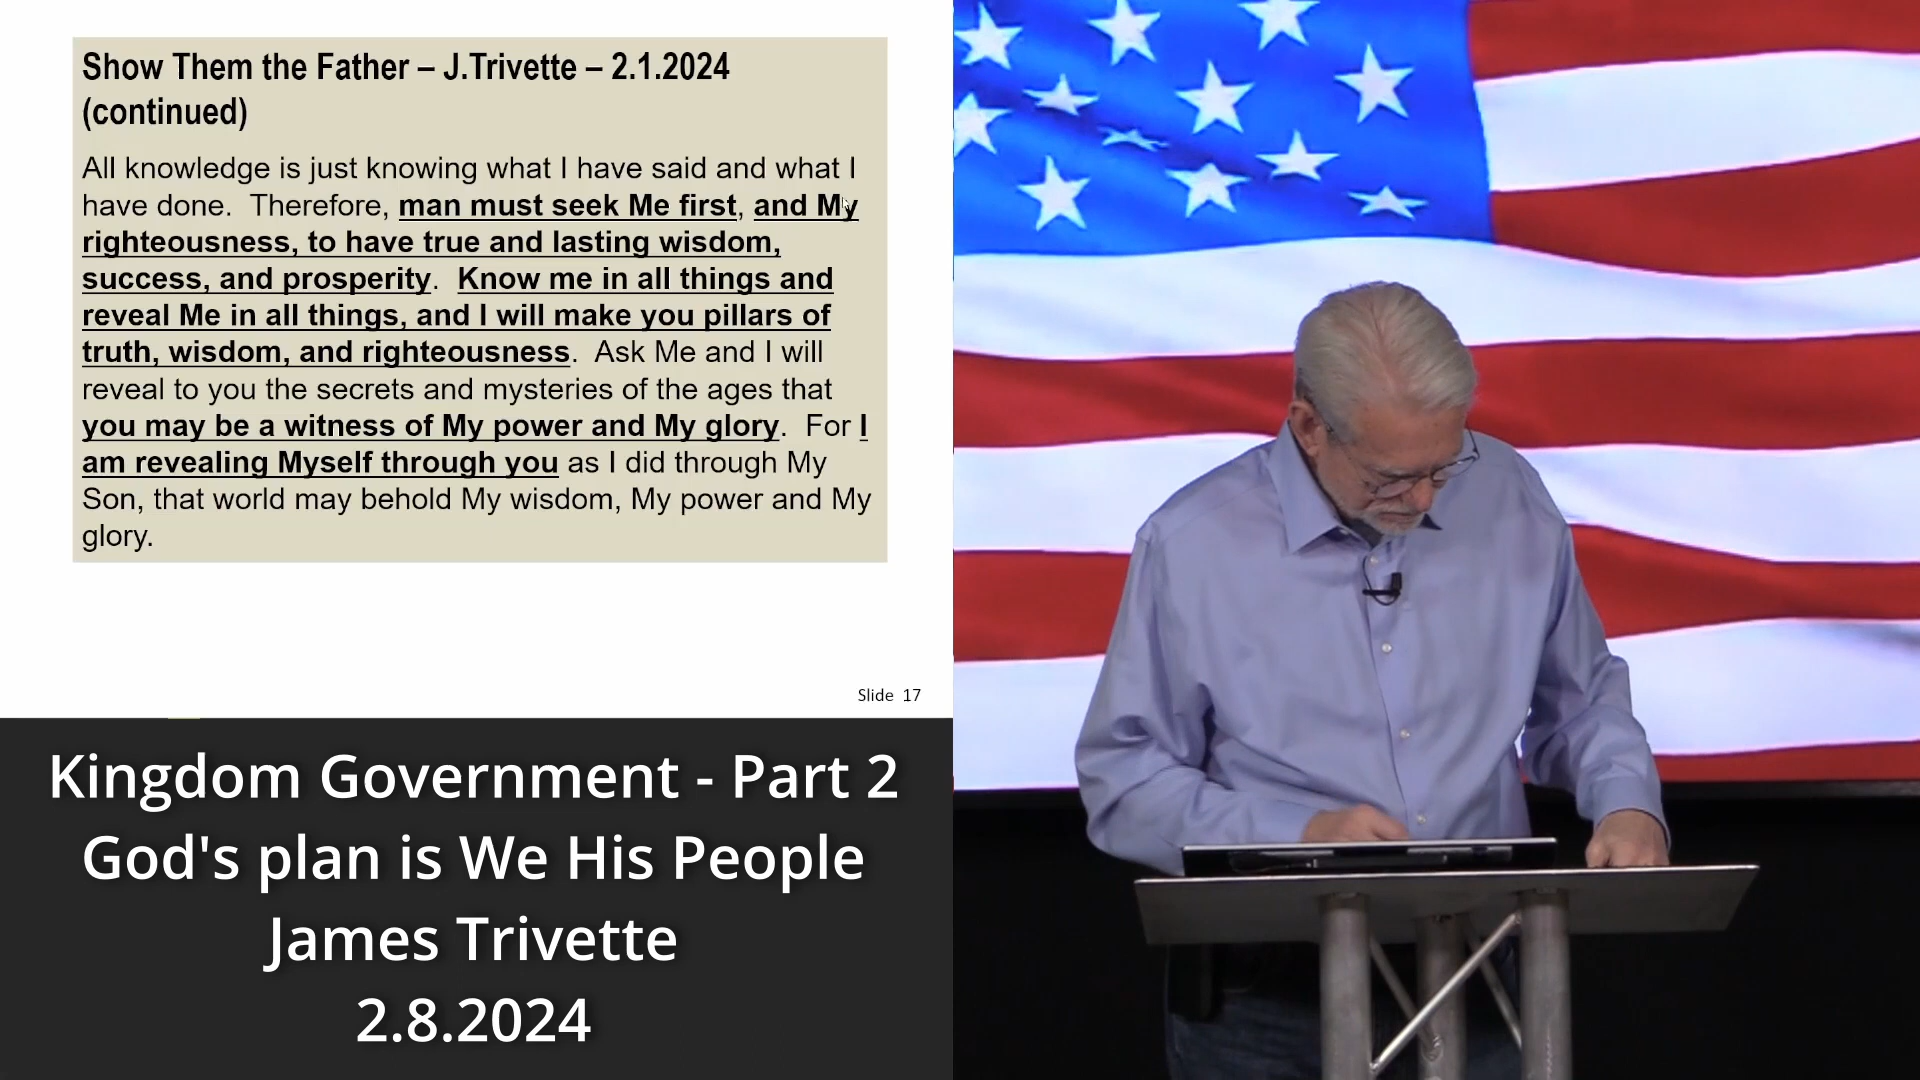 Show Them the Father – J.Trivette – 2.1.2024
(continued)
All knowledge is just knowing what I have said and what I
have done.  Therefore, man must seek Me first, and My
righteousness, to have true and lasting wisdom,
success, and prosperity.  Know me in all things and
reveal Me in all things, and I will make you pillars of
truth, wisdom, and righteousness.  Ask Me and I will
reveal to you the secrets and mysteries of the ages that
you may be a witness of My power and My glory.  For I
am revealing Myself through you as I did through My
Son, that world may behold My wisdom, My power and My
glory.
Slide 17
Kingdom Government - Part 2
God's plan is We His People
James Trivette
2.8.2024